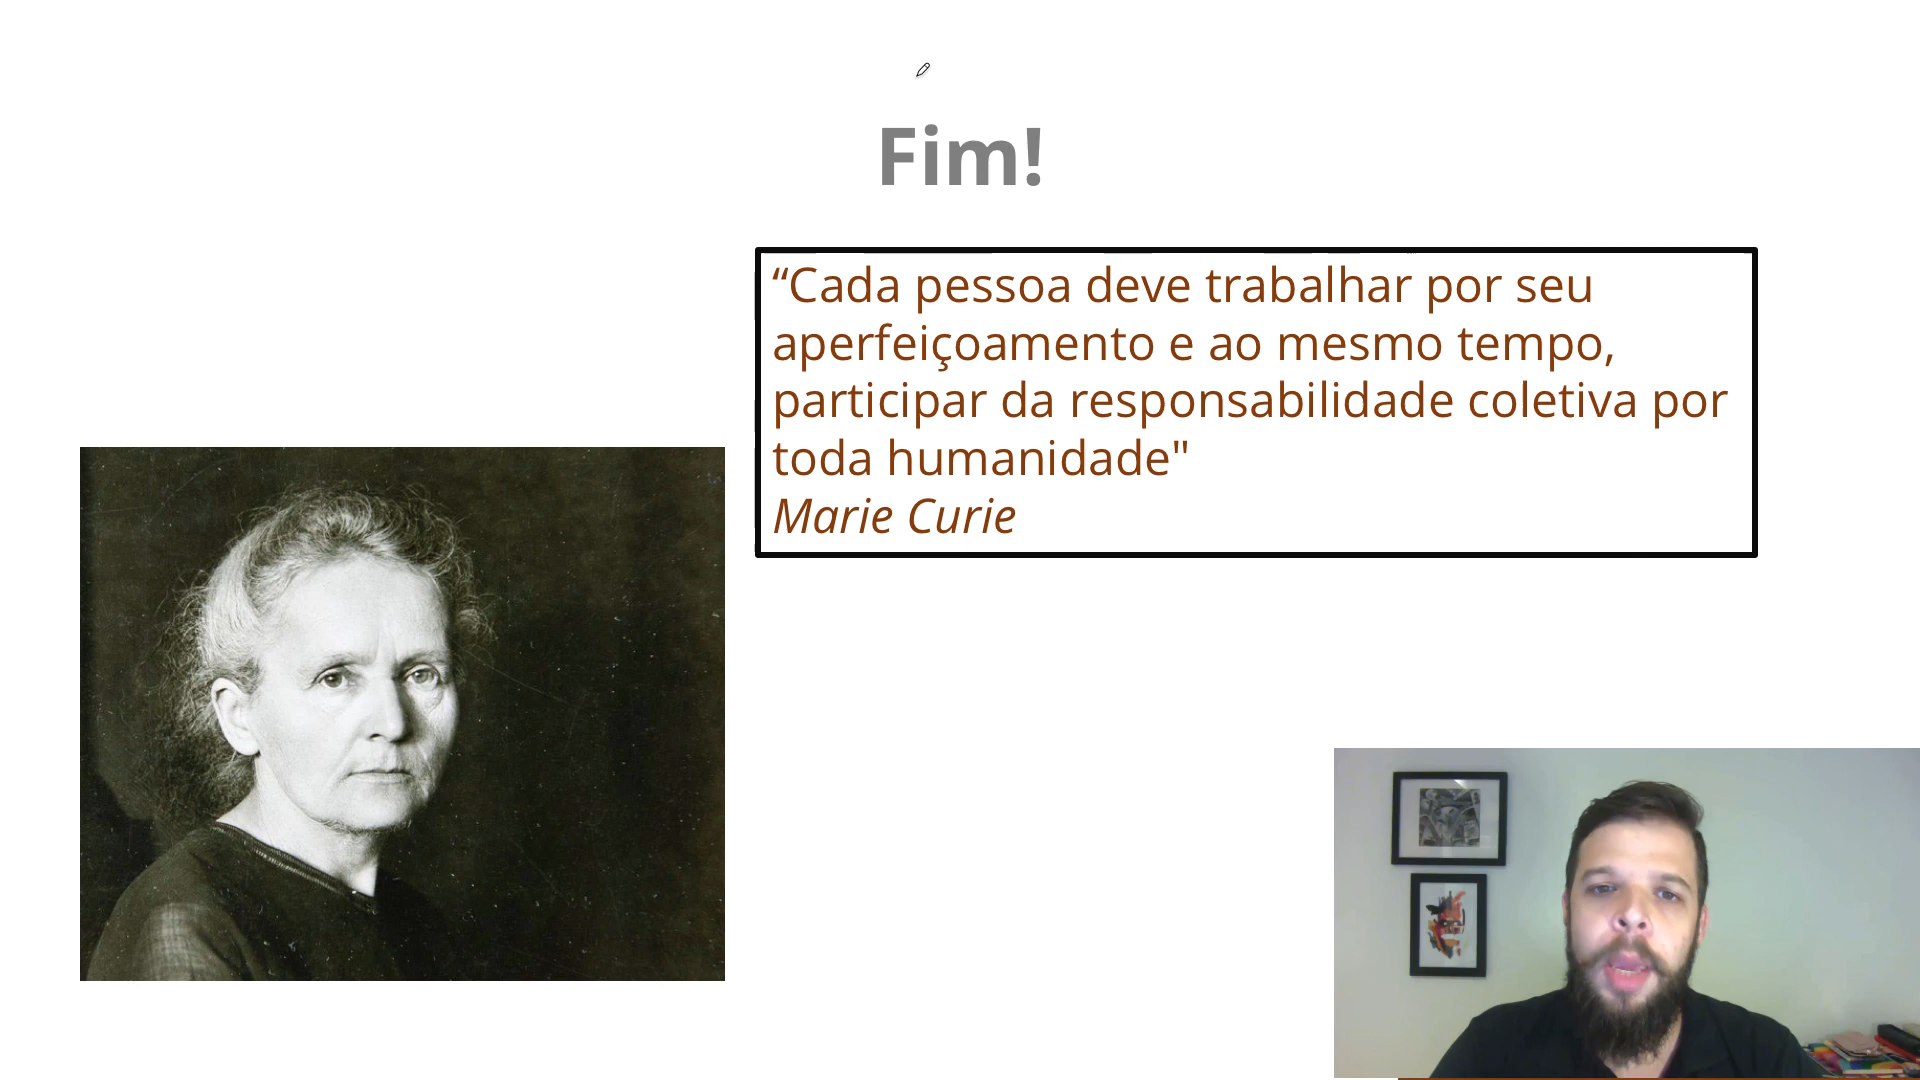 Fim!
“Cada pessoa deve trabalhar por seu
aperfeiçoamento e ao mesmo tempo,
participar da responsabilidade coletiva por
toda humanidade"
Marie Curie